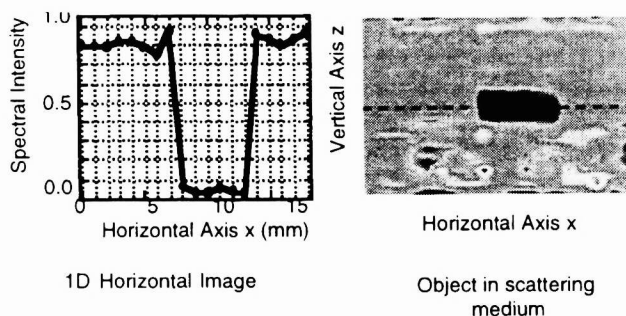 1.0
Spectral Intensity
0.5
0.0
0
5
10
15
Horizontal Axis x (mm)
1D Horizontal Image
Vertical Axis z
Horizontal Axis x
Object in scattering
medium